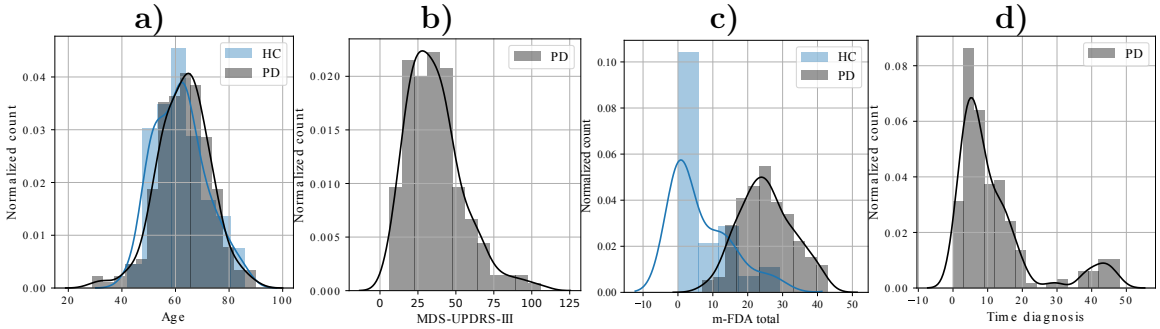 a)
b)
c)
d)
HC
PD
0.04
0.03
0.02
0.01
0.00
Normalized count
20
40
60
80
100
Age
PD
0.020
0.015
0.010
0.005
0.000
Normalized count
0
25
50
75
100
125
MDS-UPDRS-III
HC
PD
0.10
0.08
0.06
0.04
0.02
0.00
Normalized count
−10
0
10
20
30
40
50
m-FDA total
PD
0.08
0.06
0.04
0.02
0.00
Normalized count
−10
0
10
20
30
40
50
Time diagnosis